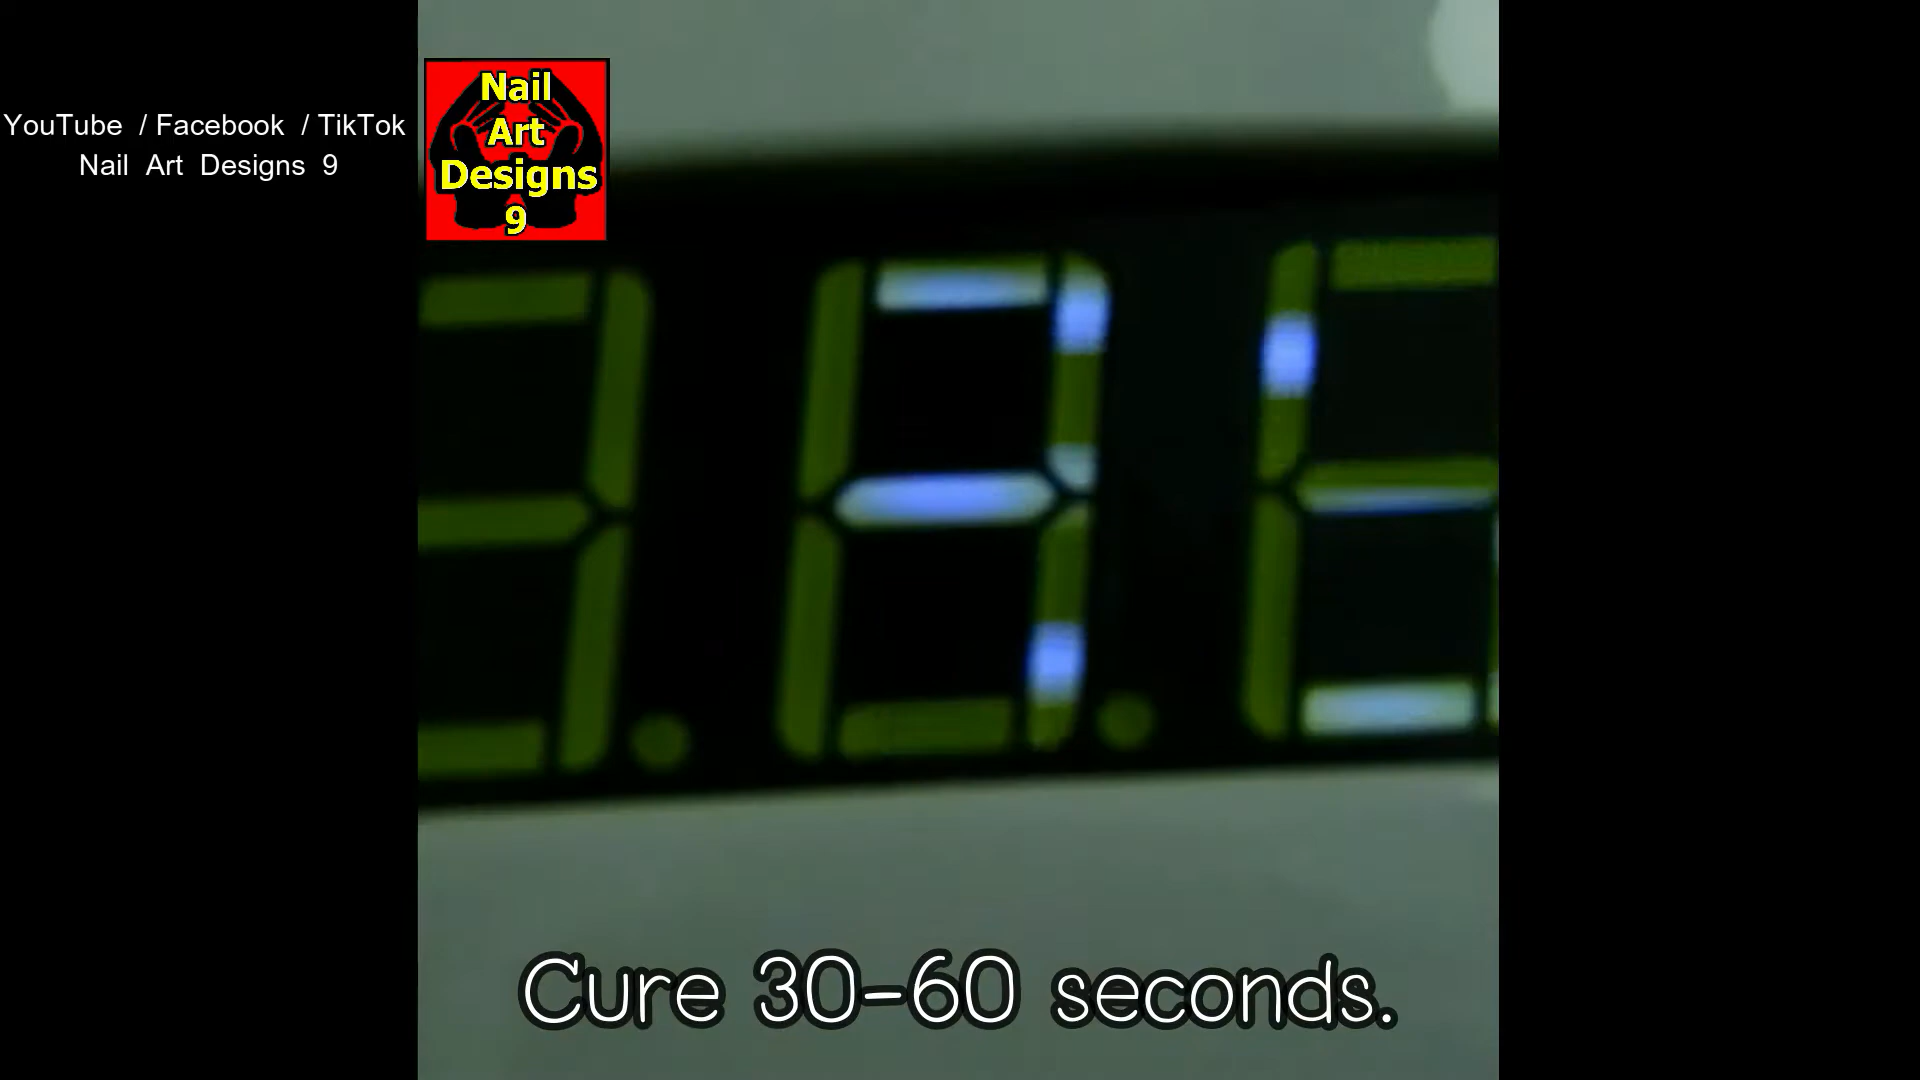 YouTube / Facebook / TikTok
Nail Art Designs 9
Nail
Art
Designs
9
Cure 30-60 seconds.